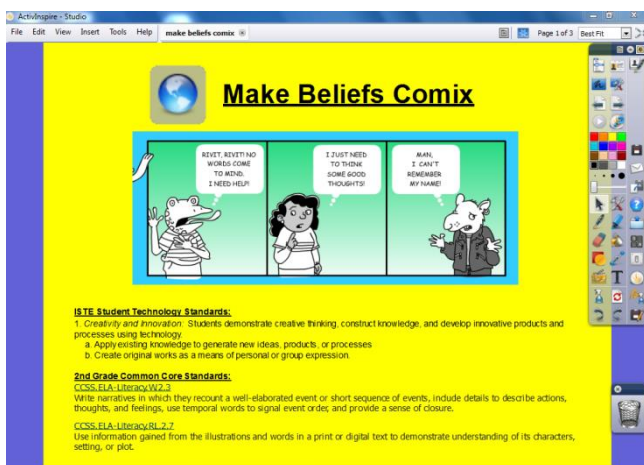 ActivInspire - Studio
File Edit View Insert Tools Help make beliefs comix Page 1 of 3 Best Fit
Make Beliefs Comix
RIVIT, RIVIT! NO
WORDS COME
TO MIND.
I NEED HELP!
I JUST NEED
TO THINK
SOME GOOD
THOUGHTS!
MAN,
I CAN'T
REMEMBER
MY NAME!
ISTE Student Technology Standards:
1. Creativity and Innovation: Students demonstrate creative thinking, construct knowledge, and develop innovative products and
processes using technology.
a. Apply existing knowledge to generate new ideas, products, or processes
b. Create original works as a means of personal or group expression.
2nd Grade Common Core Standards:
CCSS.ELA-Literacy.W.2.3
Write narratives in which they recount a well-elaborated event or short sequence of events, include details to describe actions,
thoughts, and feelings, use temporal words to signal event order, and provide a sense of closure.
CCSS.ELA-Literacy.RL.2.7
Use information gained from the illustrations and words in a print or digital text to demonstrate understanding of its characters,
setting, or plot.